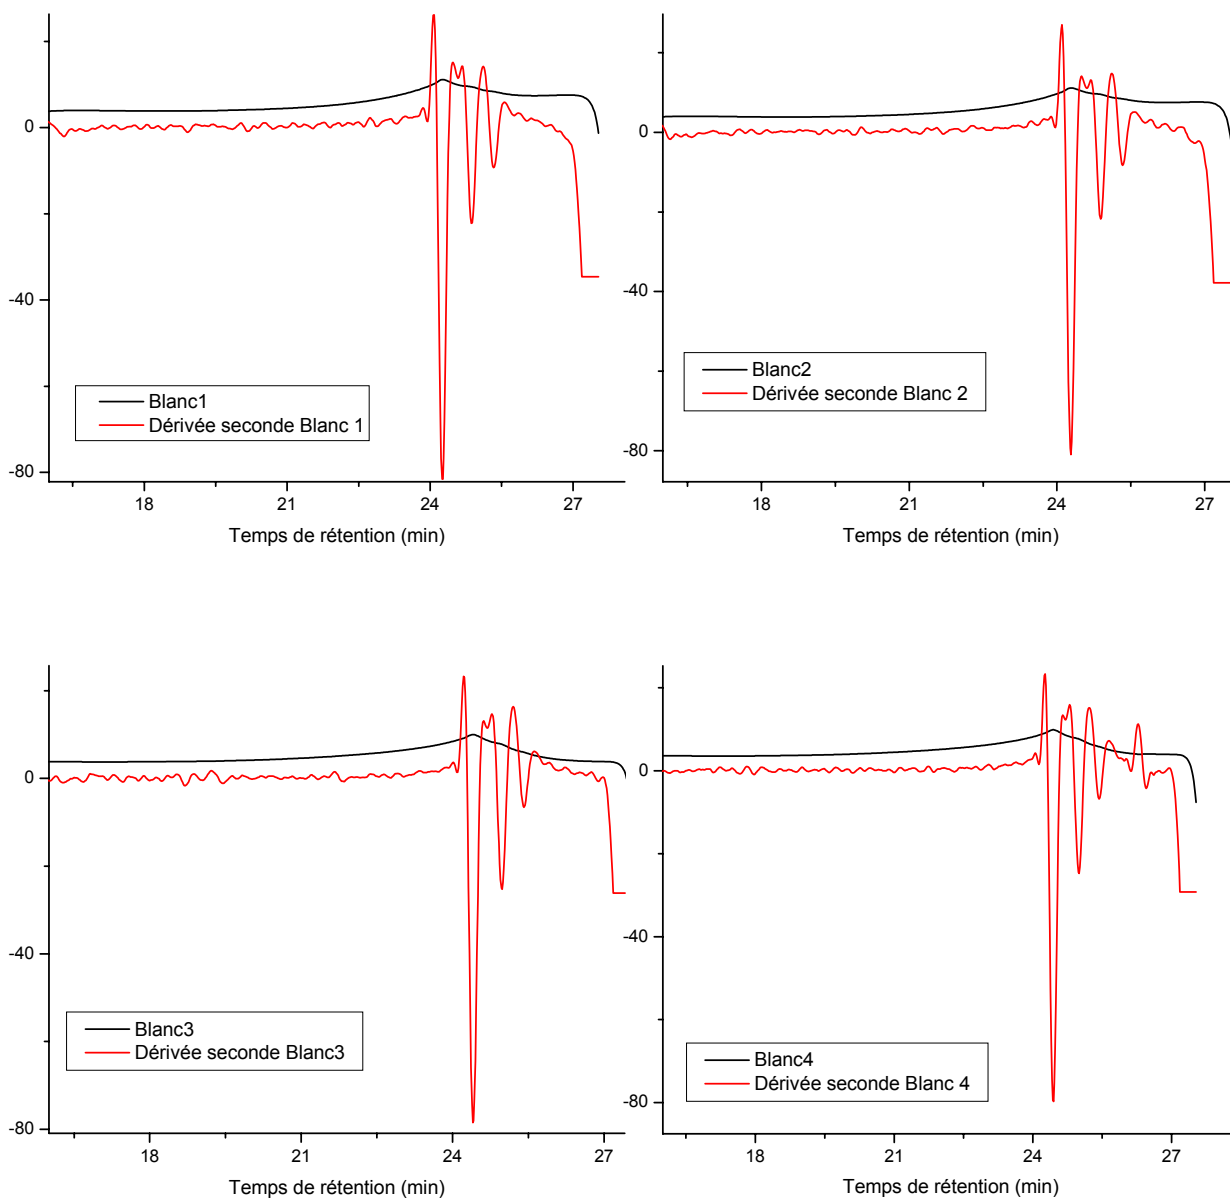 0
-40
-80
Blanc1
Dérivée seconde Blanc 1
18 21 24 27
Temps de rétention (min)
0
-40
-80
Blanc2
Dérivée seconde Blanc 2
18 21 24 27
Temps de rétention (min)
0
-40
-80
Blanc3
Dérivée seconde Blanc3
18 21 24 27
Temps de rétention (min)
0
-40
-80
Blanc4
Dérivée seconde Blanc 4
18 21 24 27
Temps de rétention (min)